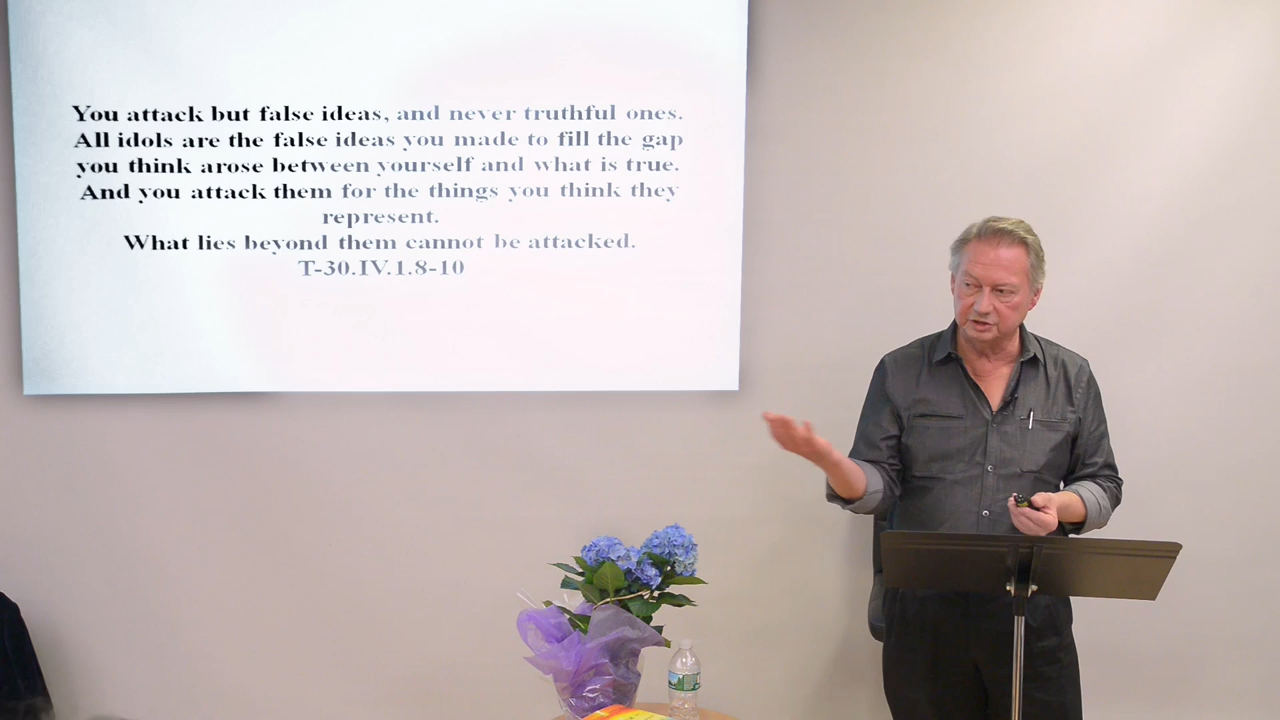 You attack but false ideas, and never truthful ones.
All idols are the false ideas you made to fill the gap
you think arose between yourself and what is true.
And you attack them for the things you think they
represent.
What lies beyond them cannot be attacked.
T-30.IV.1.8-10